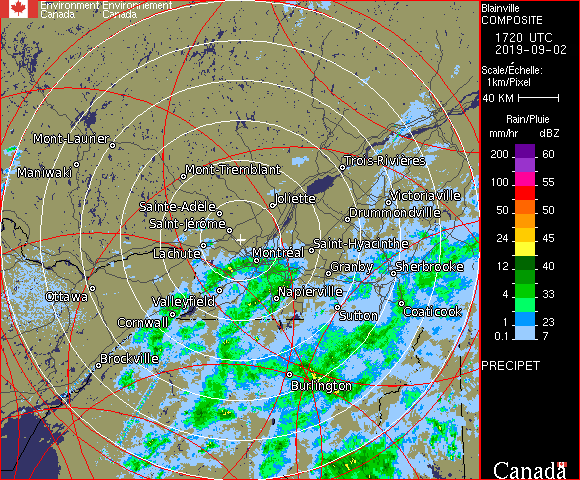 Environment Environnement
Canada Canada
Blainville
COMPOSITE
1720 UTC
2019-09-02
Scale/Échelle:
1km/Pixel
40 KM
Rain/Pluie
mm/hr dBZ
200 60
100 55
50 50
24 45
12 40
4 33
1 23
0.1 7
PRECIPET
Canada
Mont-Laurier
Maniwaki
Mont-Tremblant
Trois-Rivières
Joliette
Victoriaville
Sainte-Adèle
Drummondville
Saint-Jérôme
Lachute
Montréal
Saint-Hyacinthe
Granby
Sherbrooke
Ottawa
Valleyfield
Napierville
Cornwall
Sutton
Coaticook
Brockville
Burlington